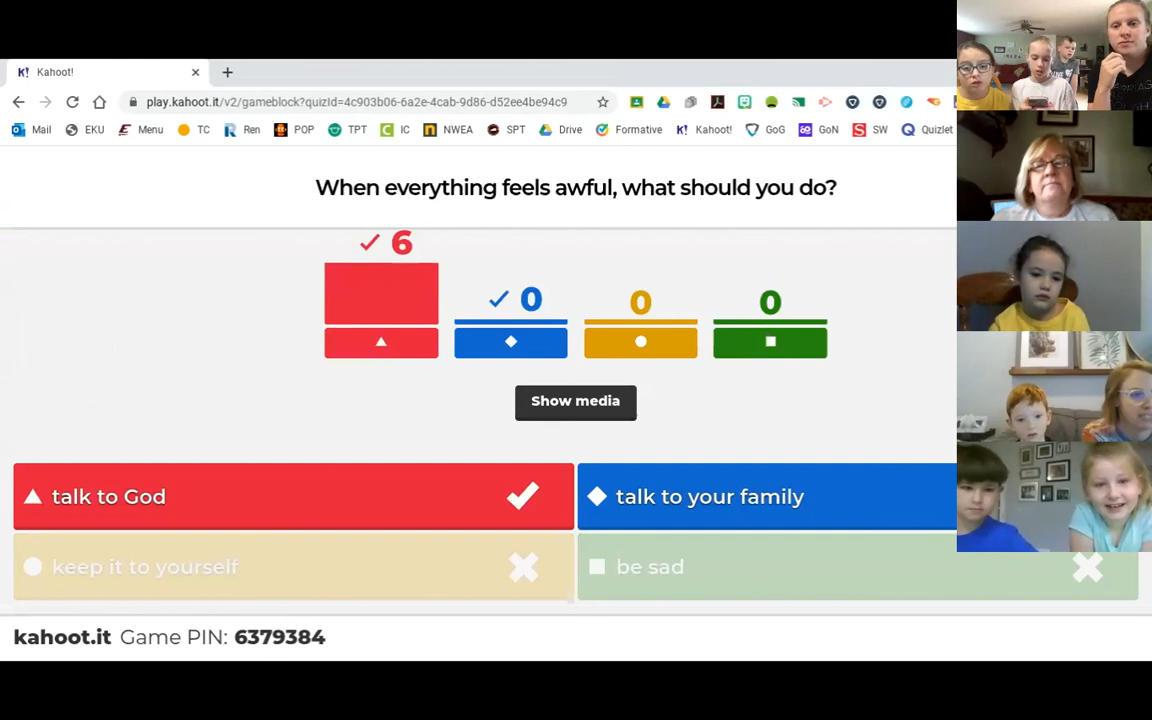 K! Kahoot!
play.kahoot.it/v2/gameblock?quizId=4c903b06-6a2e-4cab-9d86-d52ee4be94c9
Mail EKU Menu TC Ren POP TPT IC NWEA SPT Drive Formative K! Kahoot! GoG GoN SW Quizlet
When everything feels awful, what should you do?
6 0 0 0
Show media
talk to God talk to your family
keep it to yourself be sad
kahoot.it Game PIN: 6379384